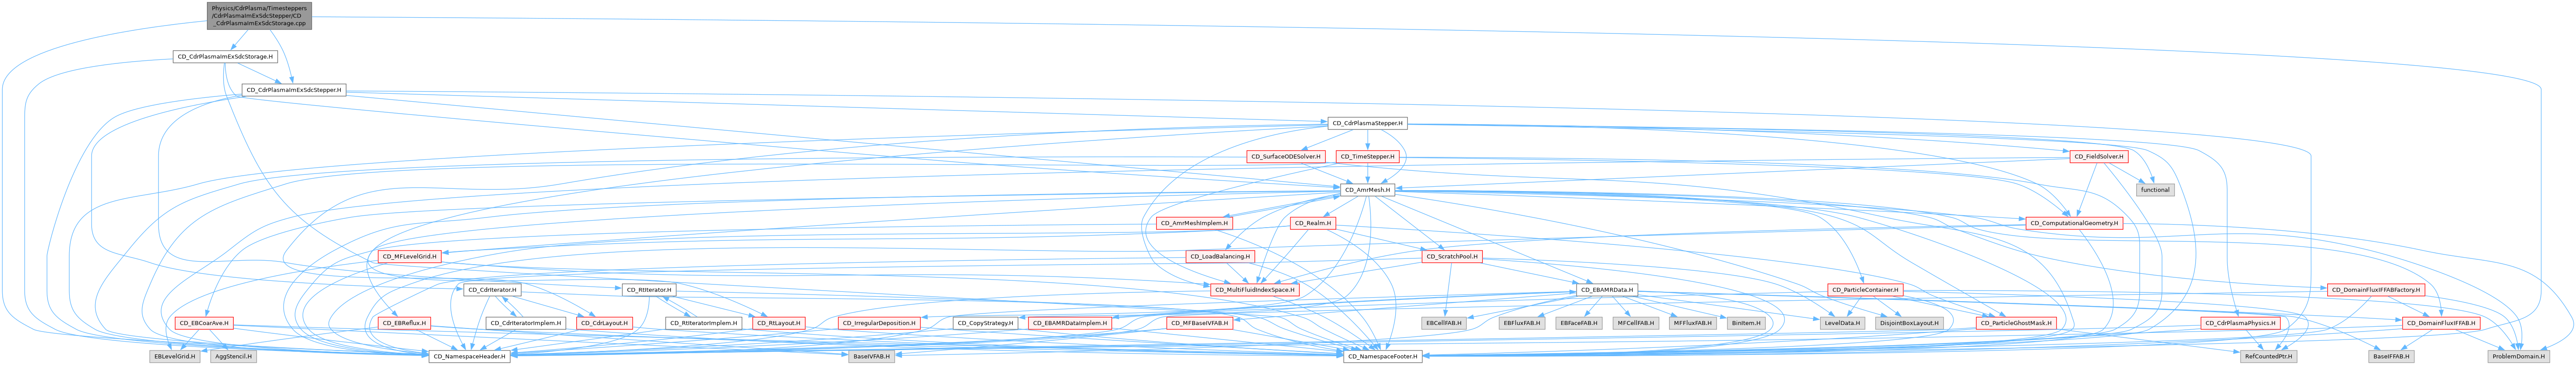 Physics/CdrPlasma/Timesteppers
/CdrPlasmaImExSdcStepper/CD
_CdrPlasmaImExSdcStorage.cpp
CD_CdrPlasmaImExSdcStorage.H
CD_CdrPlasmaImExSdcStepper.H
CD_CdrPlasmaStepper.H
CD_SurfaceODESolver.H
CD_TimeStepper.H
CD_FieldSolver.H
CD_AmrMesh.H
functional
CD_AmrMeshImplem.H
CD_Realm.H
CD_ComputationalGeometry.H
CD_MFLevelGrid.H
CD_LoadBalancing.H
CD_ScratchPool.H
CD_CdrIterator.H
CD_RtIterator.H
CD_MultiFluidIndexSpace.H
CD_EBAMRData.H
CD_ParticleContainer.H
CD_DomainFluxIFFABFactory.H
CD_EBCoarAve.H
CD_EBReflux.H
CD_CdrIteratorImplem.H
CD_CdrLayout.H
CD_RtIteratorImplem.H
CD_RtLayout.H
CD_IrregularDeposition.H
CD_CopyStrategy.H
CD_EBAMRDataImplem.H
CD_MFBaseIVFAB.H
EBCellFAB.H
EBFluxFAB.H
EBFaceFAB.H
MFCellFAB.H
MFFluxFAB.H
BinItem.H
LevelData.H
DisjointBoxLayout.H
CD_ParticleGhostMask.H
CD_CdrPlasmaPhysics.H
CD_DomainFluxIFFAB.H
EBLevelGrid.H
AggStencil.H
CD_NamespaceHeader.H
BaseIVFAB.H
CD_NamespaceFooter.H
RefCountedPtr.H
BaseIFFAB.H
ProblemDomain.H